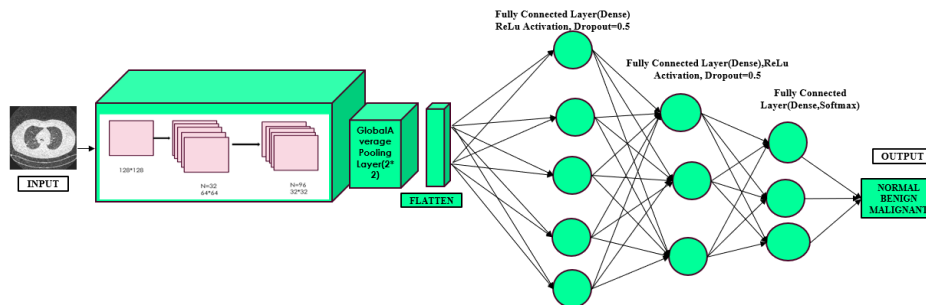 Fully Connected Layer(Dense)
ReLu Activation, Dropout=0.5
Fully Connected Layer(Dense),ReLu
Activation, Dropout=0.5
Fully Connected
Layer(Dense,Softmax)
INPUT
128*128
N=32
64*64
N=96
32*32
GlobalA
verage
Pooling
Layer(2*
2)
FLATTEN
OUTPUT
NORMAL
BENIGN
MALIGNANT